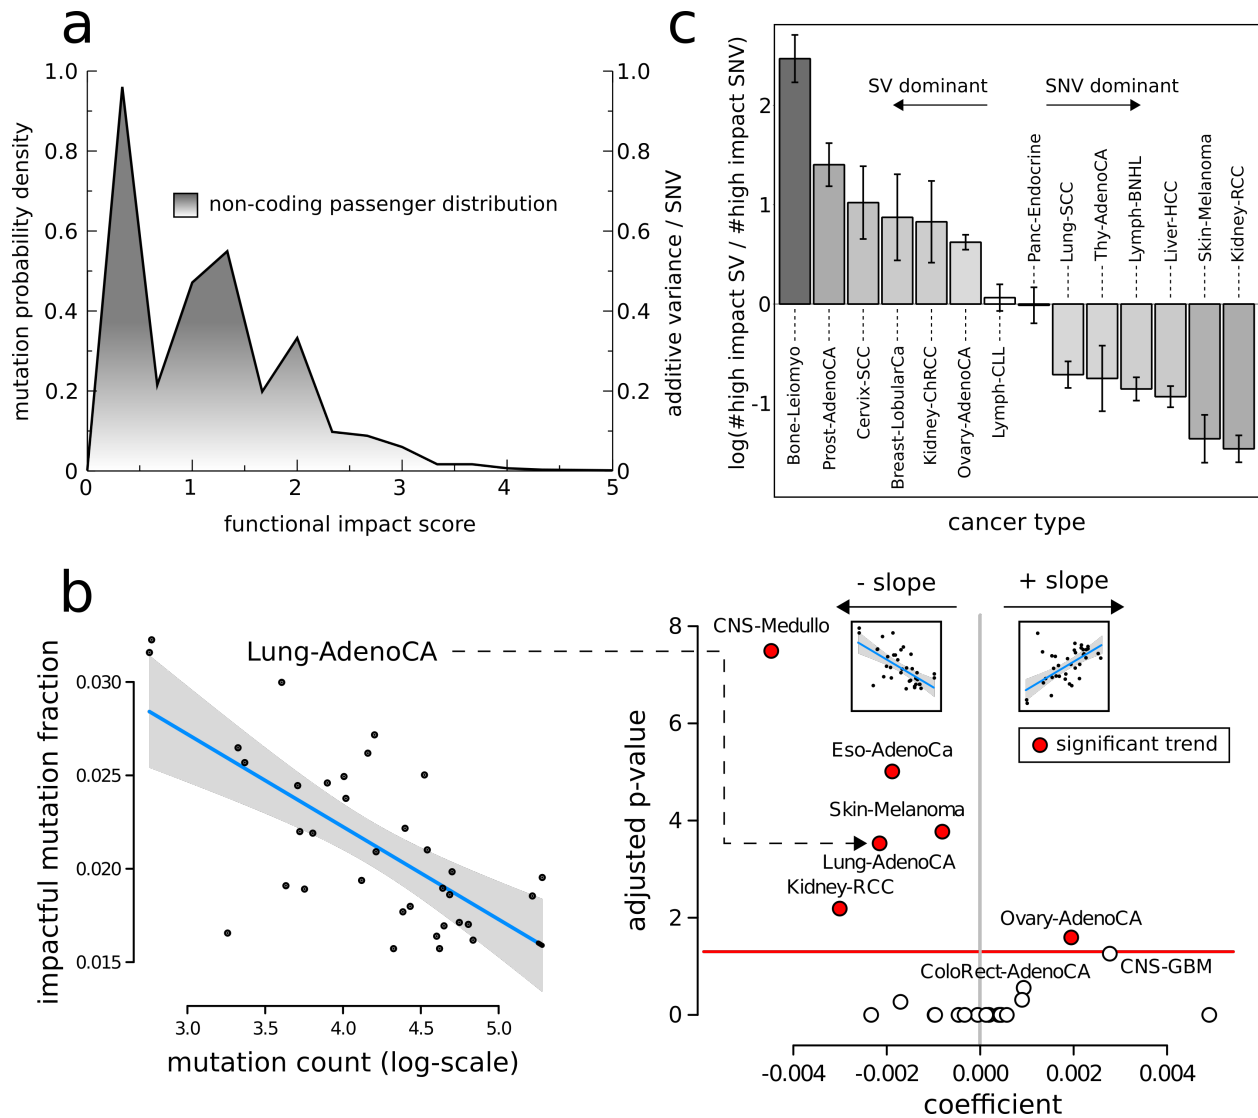 a
mutation probability density
1.0
0.8
0.6
0.4
0.2
0
non-coding passenger distribution
1.0
0.8
0.6
0.4
0.2
0
additive variance / SNV
0
1
2
3
4
5
functional impact score
c
log(#high impact SV / #high impact SNV)
2
1
0
-1
SV dominant
SNV dominant
Bone-Leiomyo
Prost-AdenoCA
Cervix-SCC
Breast-LobularCa
Kidney-ChRCC
Ovary-AdenoCA
Lymph-CLL
Panc-Endocrine
Lung-SCC
Thy-AdenoCA
Lymph-BNHL
Liver-HCC
Skin-Melanoma
Kidney-RCC
cancer type
b
impactful mutation fraction
0.030
0.025
0.020
0.015
Lung-AdenoCA
3.0
3.5
4.0
4.5
5.0
mutation count (log-scale)
- slope
+ slope
adjusted p-value
8
6
4
2
0
CNS-Medullo
significant trend
Eso-AdenoCa
Skin-Melanoma
Lung-AdenoCA
Kidney-RCC
Ovary-AdenoCA
CNS-GBM
ColoRect-AdenoCA
-0.004
-0.002
0.000
0.002
0.004
coefficient